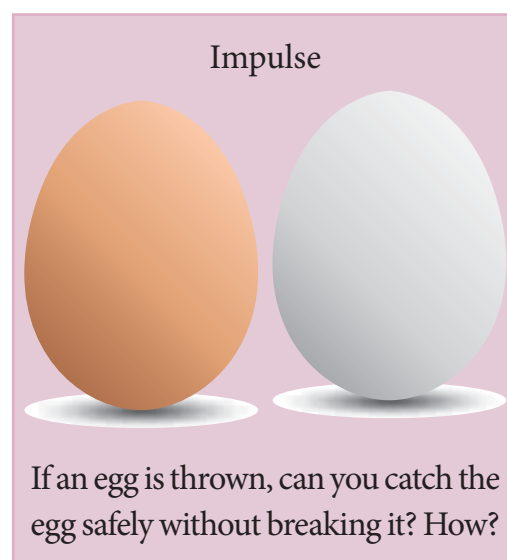 Impulse
If an egg is thrown, can you catch the
egg safely without breaking it? How?